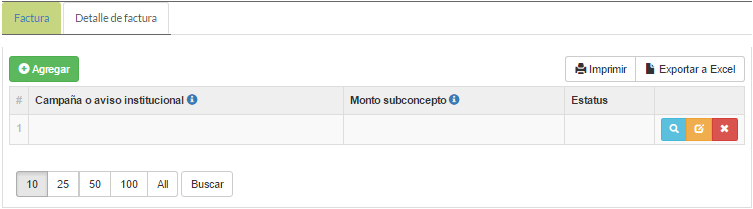 Factura Detalle de factura
Agregar Imprimir Exportar a Excel
# Campaña o aviso institucional Monto subconcepto Estatus
1
10 25 50 100 All Buscar